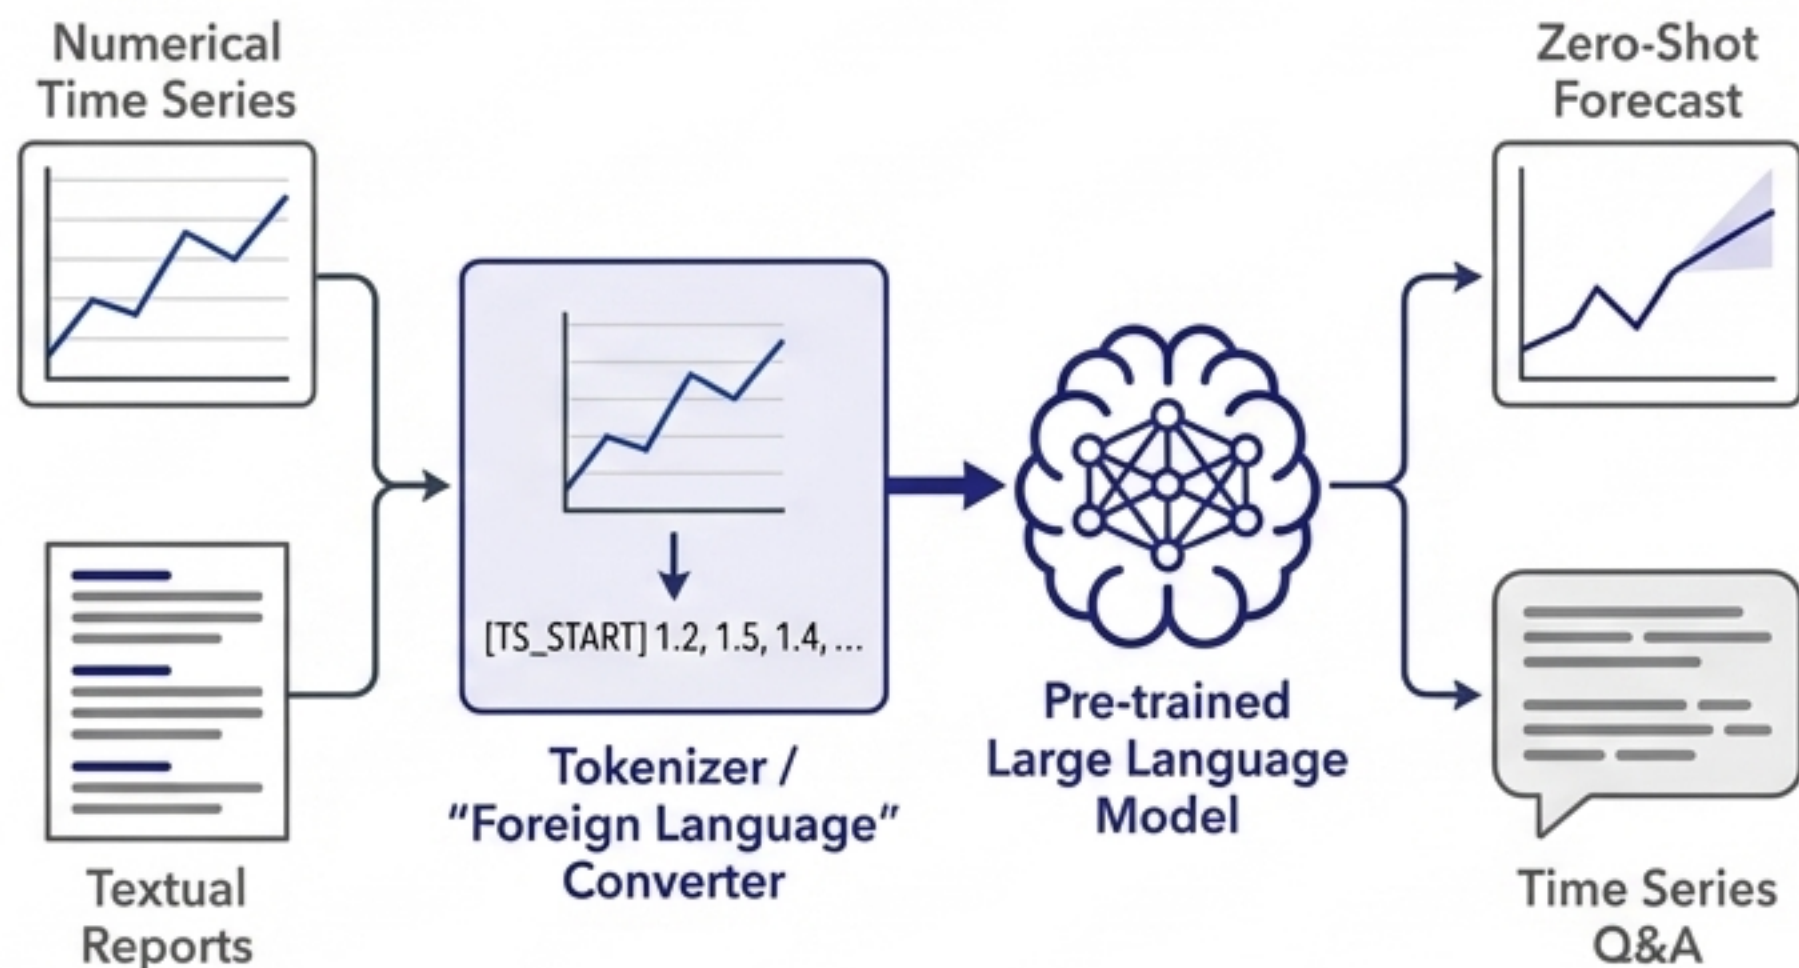 Numerical
Time Series
Textual
Reports
[TS_START] 1.2, 1.5, 1.4, ...
Tokenizer /
“Foreign Language”
Converter
Pre-trained
Large Language
Model
Zero-Shot
Forecast
Time Series
Q&A